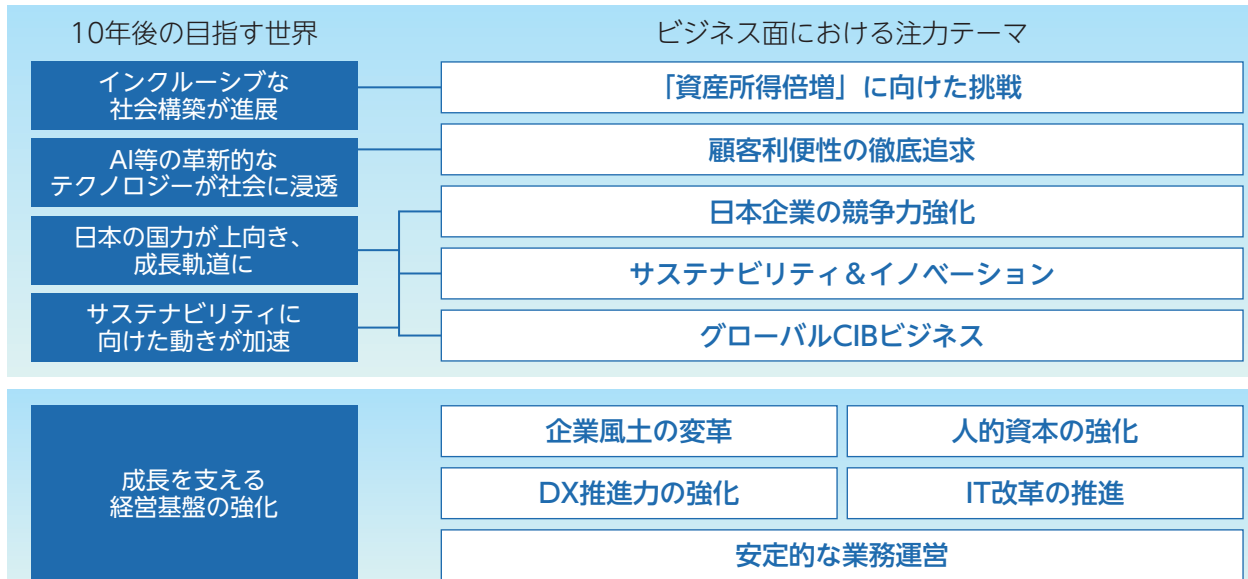 10年後の目指す世界
ビジネス面における注力テーマ
インクルーシブな
社会構築が進展
「資産所得倍増」に向けた挑戦
AI等の革新的な
テクノロジーが社会に浸透
顧客利便性の徹底追求
日本の国力が上向き、
成長軌道に
日本企業の競争力強化
サステナビリティ＆イノベーション
サステナビリティに
向けた動きが加速
グローバルCIBビジネス
成長を支える
経営基盤の強化
企業風土の変革
人的資本の強化
DX推進力の強化
IT改革の推進
安定的な業務運営